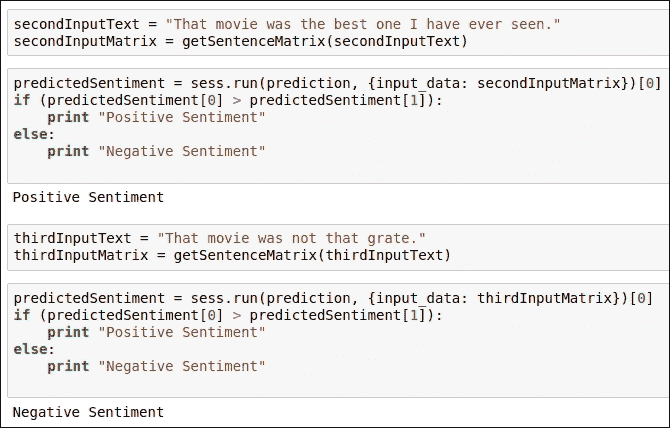 secondInputText = "That movie was the best one I have ever seen."
secondInputMatrix = getSentenceMatrix(secondInputText)
predictedSentiment = sess.run(prediction, {input_data: secondInputMatrix})[0]
if (predictedSentiment[0] > predictedSentiment[1]):
    print "Positive Sentiment"
else:
    print "Negative Sentiment"
Positive Sentiment
thirdInputText = "That movie was not that grate."
thirdInputMatrix = getSentenceMatrix(thirdInputText)
predictedSentiment = sess.run(prediction, {input_data: thirdInputMatrix})[0]
if (predictedSentiment[0] > predictedSentiment[1]):
    print "Positive Sentiment"
else:
    print "Negative Sentiment"
Negative Sentiment